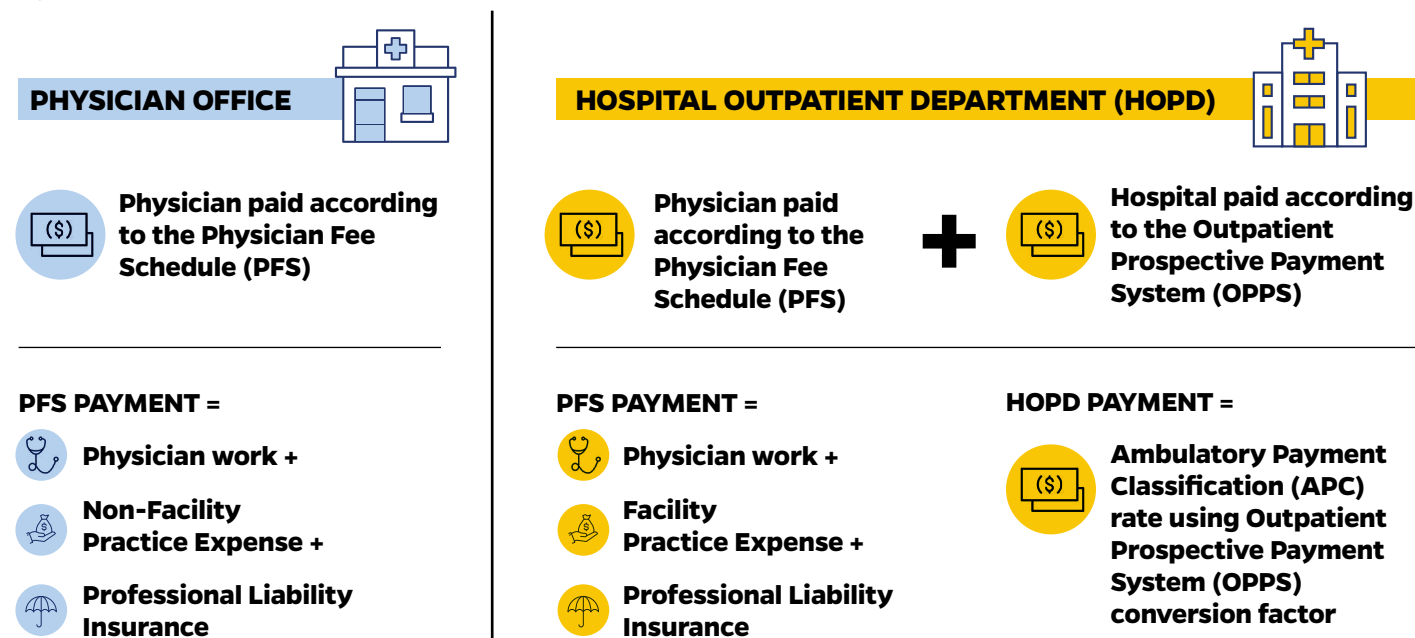 PHYSICIAN OFFICE
($)
Physician paid according
to the Physician Fee
Schedule (PFS)
PFS PAYMENT =
Physician work +
$
Non-Facility
Practice Expense +
Professional Liability
Insurance
HOSPITAL OUTPATIENT DEPARTMENT (HOPD)
($)
Physician paid
according to the
Physician Fee
Schedule (PFS)
+
($)
Hospital paid according
to the Outpatient
Prospective Payment
System (OPPS)
PFS PAYMENT =
Physician work +
$
Facility
Practice Expense +
Professional Liability
Insurance
HOPD PAYMENT =
($)
Ambulatory Payment
Classification (APC)
rate using Outpatient
Prospective Payment
System (OPPS)
conversion factor